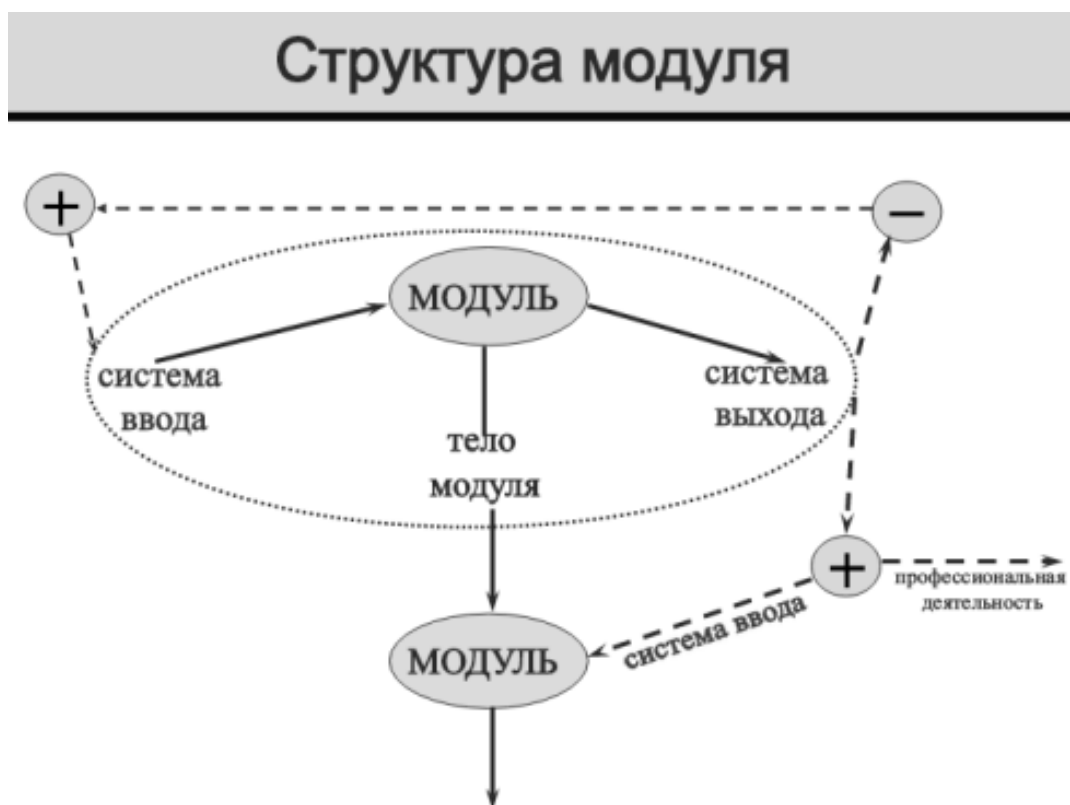 Структура модуля
+
−
МОДУЛЬ
система
ввода
система
выхода
тело
модуля
+
профессиональная
деятельность
система ввода
МОДУЛЬ